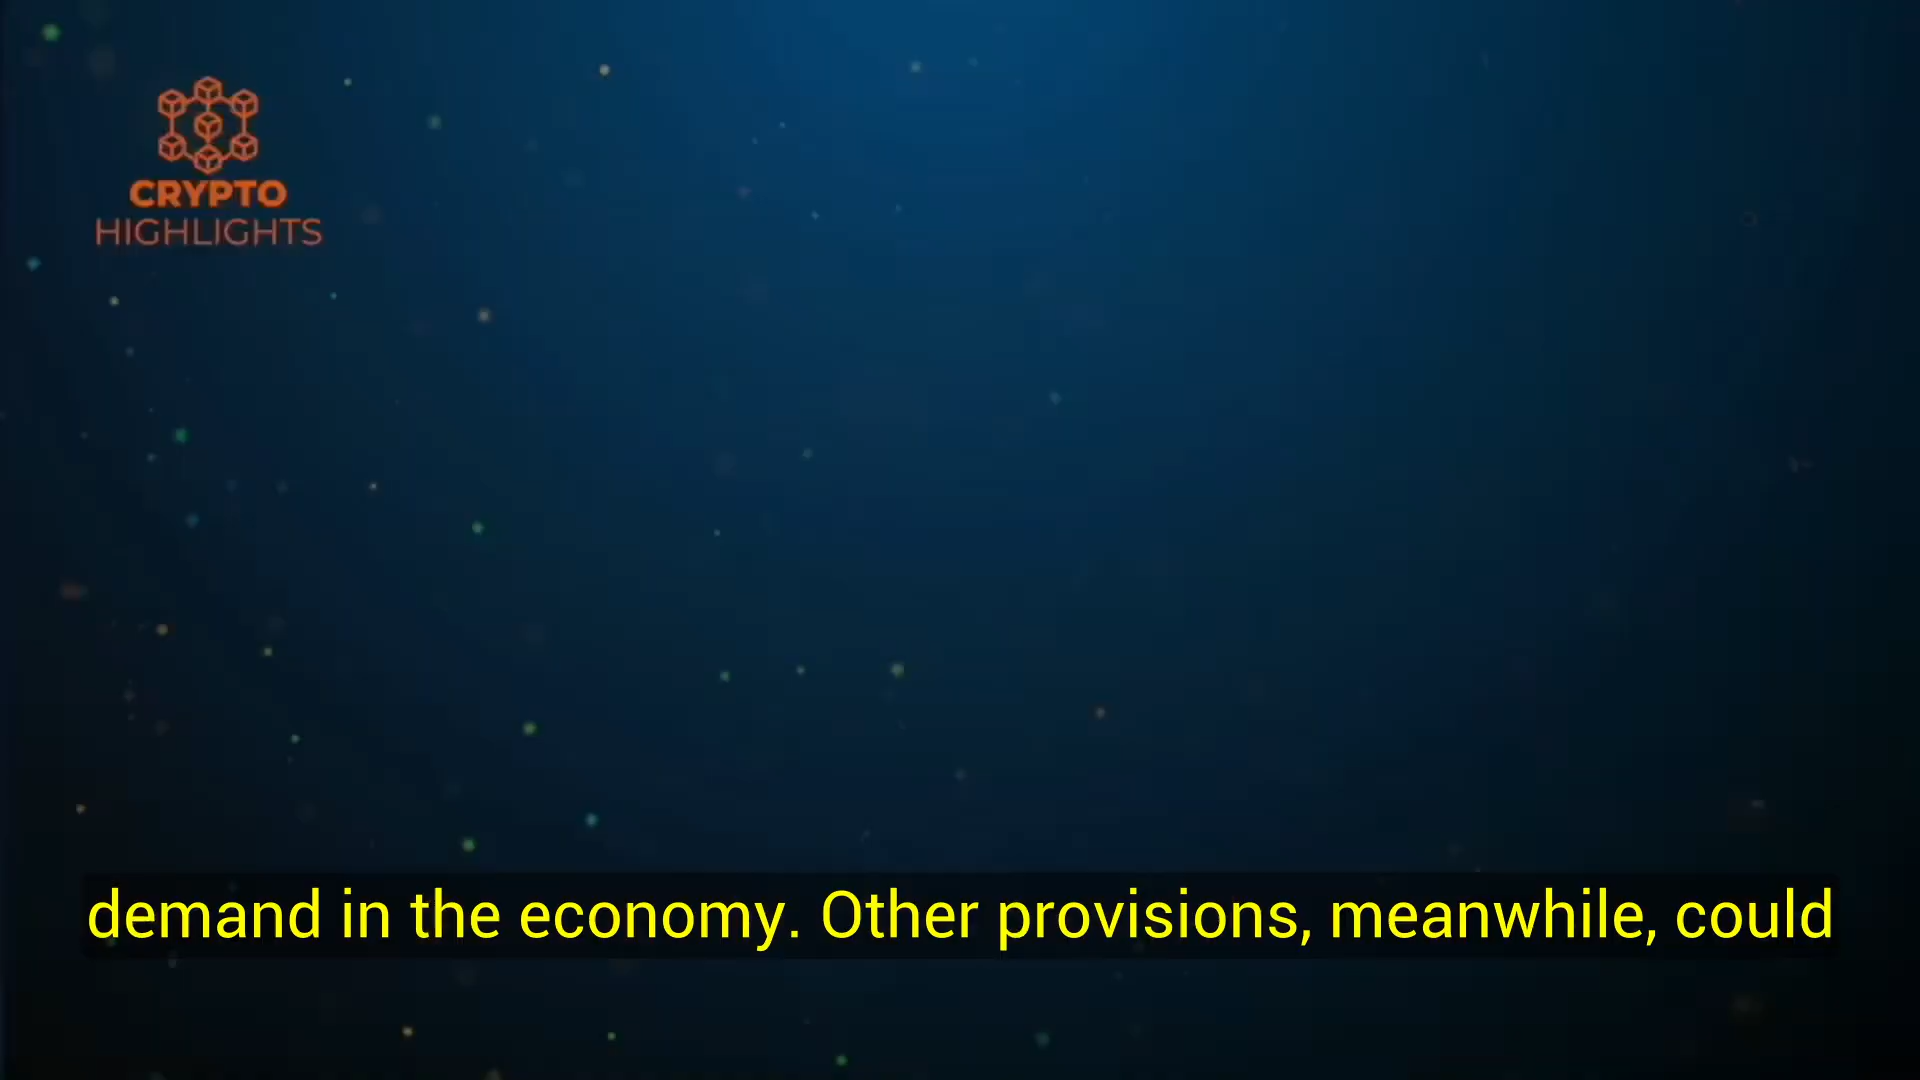 CRYPTO
HIGHLIGHTS
demand in the economy. Other provisions, meanwhile, could